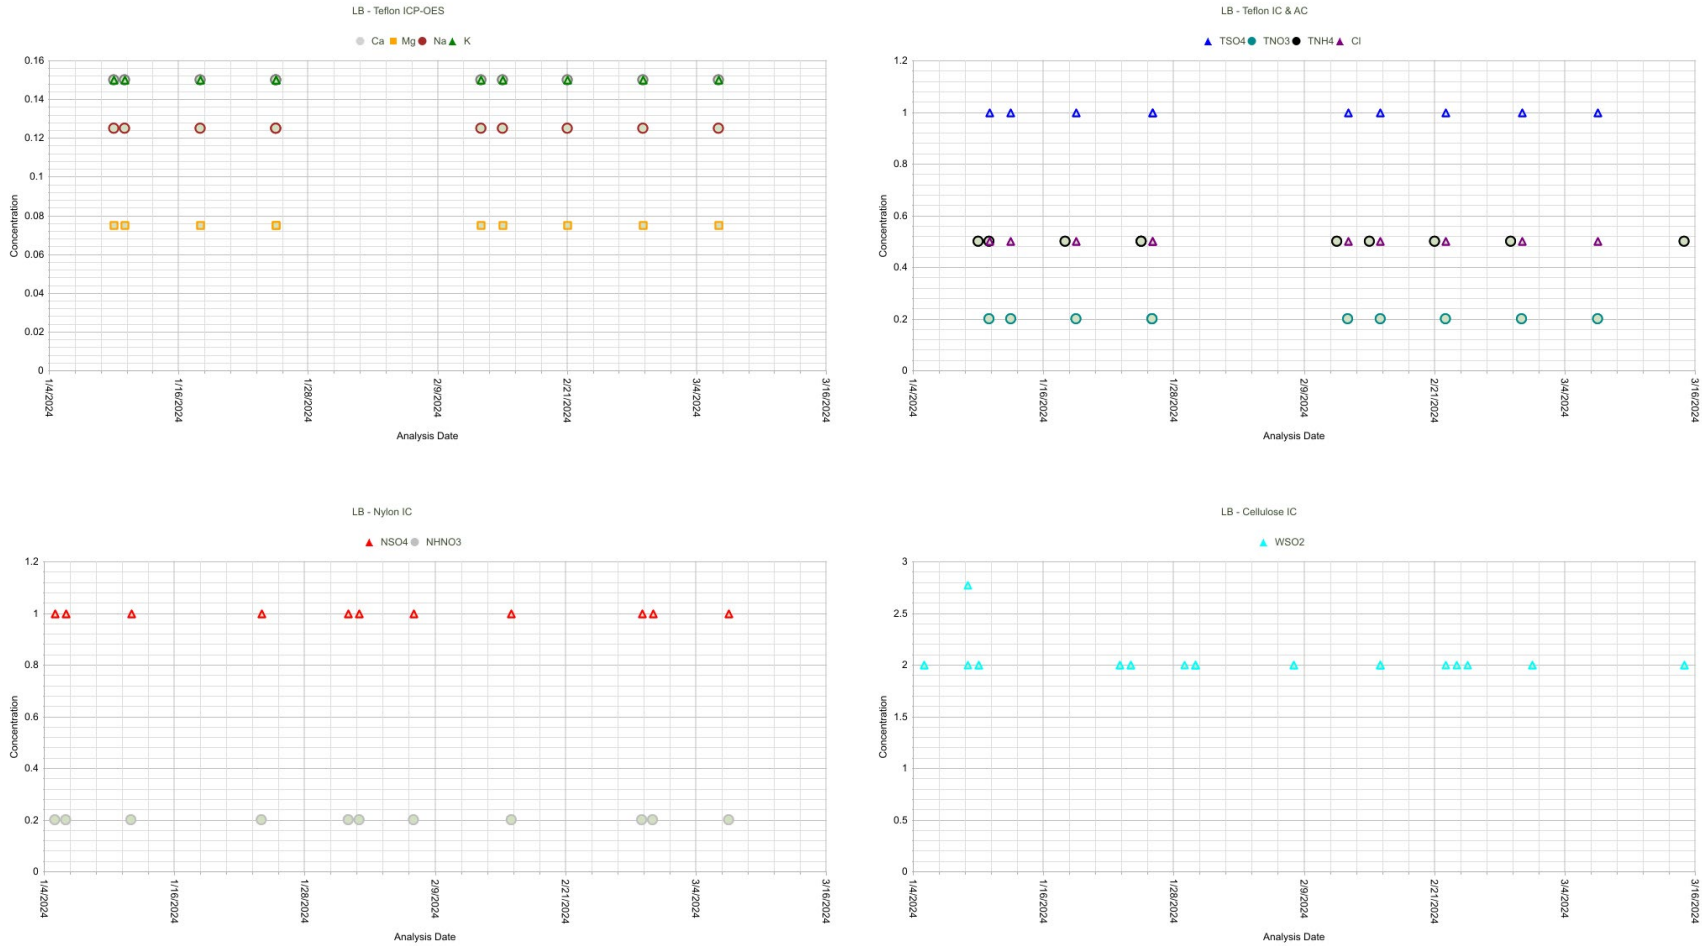 LB - Teflon ICP-OES
Ca Mg Na K
0.16
0.14
0.12
0.1
0.08
0.06
0.04
0.02
0
Concentration
1/4/2024 1/16/2024 1/28/2024 2/9/2024 2/21/2024 3/4/2024 3/16/2024
Analysis Date
LB - Teflon IC & AC
TSO4 TNO3 TNH4 Cl
1.2
1
0.8
0.6
0.4
0.2
0
Concentration
1/4/2024 1/16/2024 1/28/2024 2/9/2024 2/21/2024 3/4/2024 3/16/2024
Analysis Date
LB - Nylon IC
NSO4 NHNO3
1.2
1
0.8
0.6
0.4
0.2
0
Concentration
1/4/2024 1/16/2024 1/28/2024 2/9/2024 2/21/2024 3/4/2024 3/16/2024
Analysis Date
LB - Cellulose IC
WSO2
3
2.5
2
1.5
1
0.5
0
Concentration
1/4/2024 1/16/2024 1/28/2024 2/9/2024 2/21/2024 3/4/2024 3/16/2024
Analysis Date